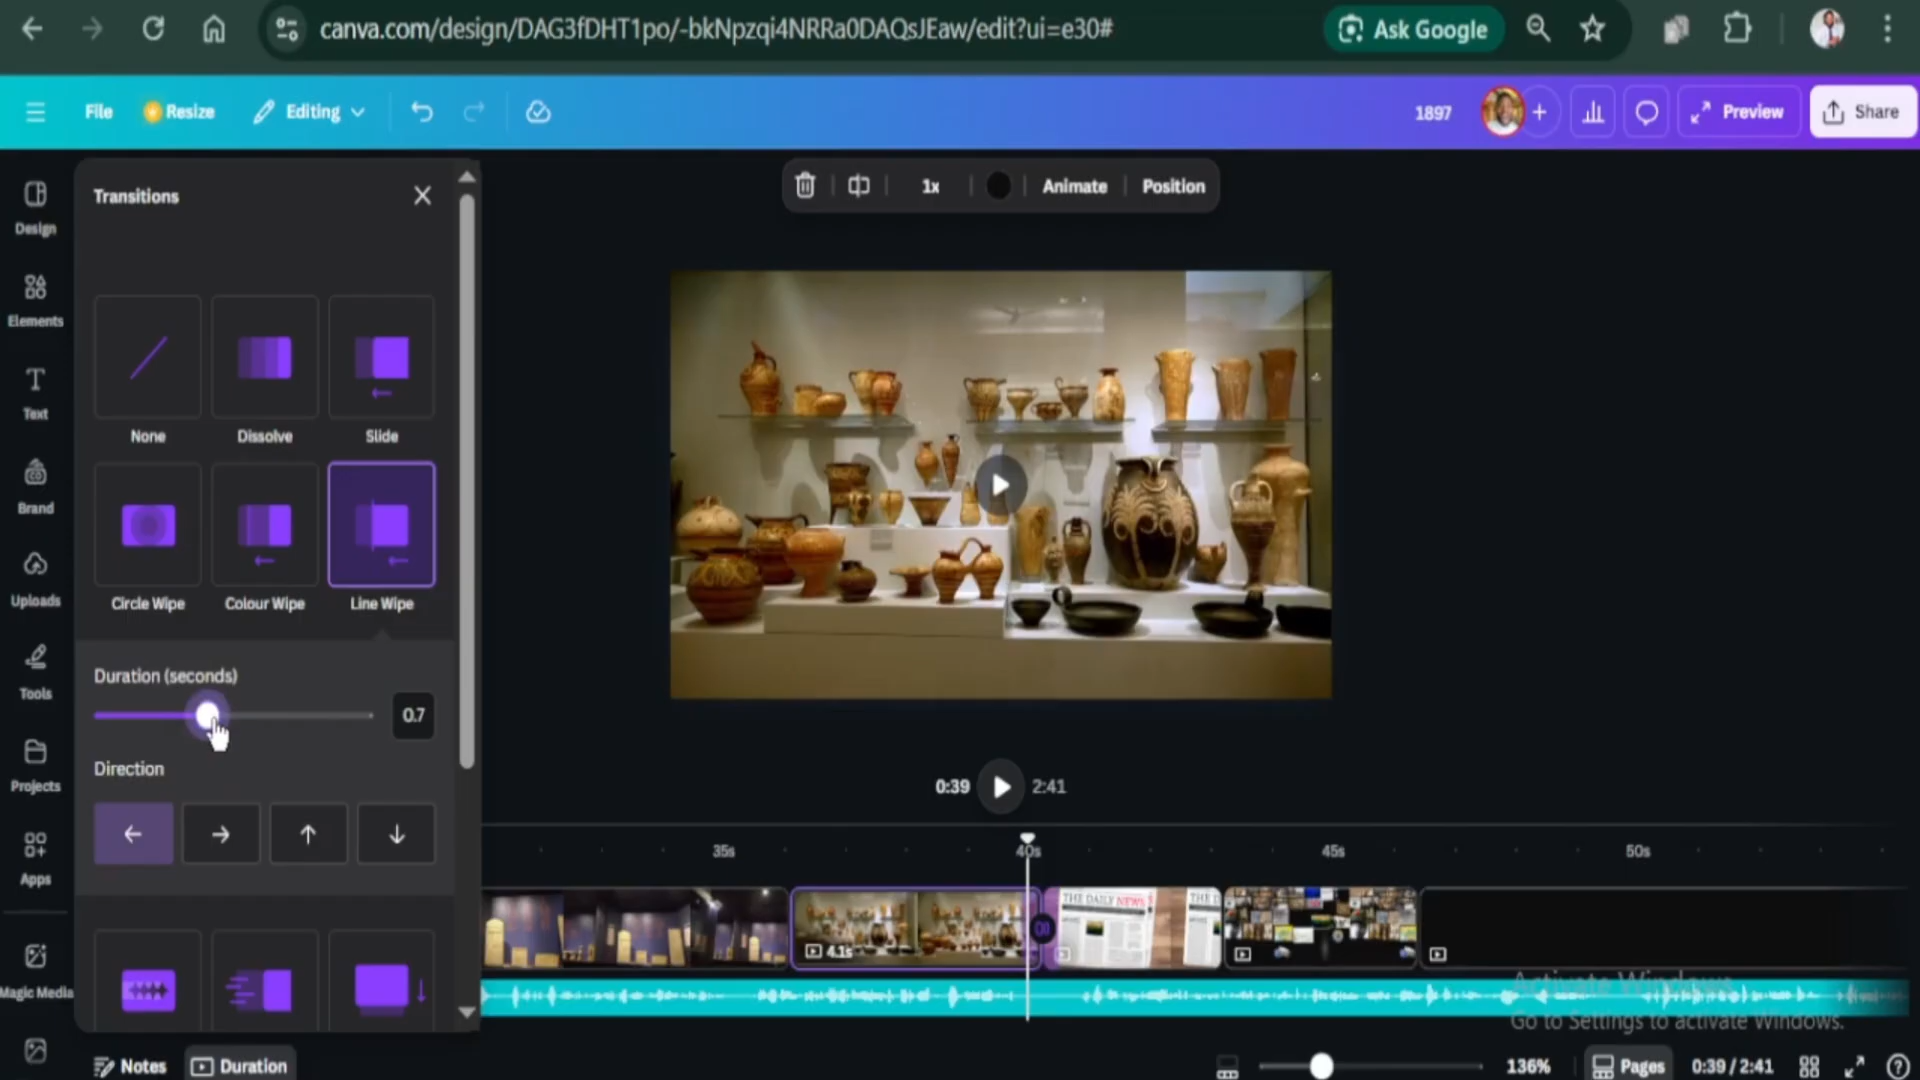 canva.com/design/DAG3fDHT1po/-bkNpzqi4NRRa0DAQsJEaw/edit?ui=e30#
Ask Google
File
Resize
Editing
1897
Preview
Share
Design
Elements
Text
Brand
Uploads
Tools
Projects
Apps
Magic Media
Transitions
None
Dissolve
Slide
Circle Wipe
Colour Wipe
Line Wipe
Duration (seconds)
0.7
Direction
1x
Animate
Position
0:39
2:41
35s
40s
45s
50s
4.1s
THE DAILY NEWS
Activate Windows
Go to Settings to activate Windows.
Notes
Duration
136%
Pages
0:39 / 2:41